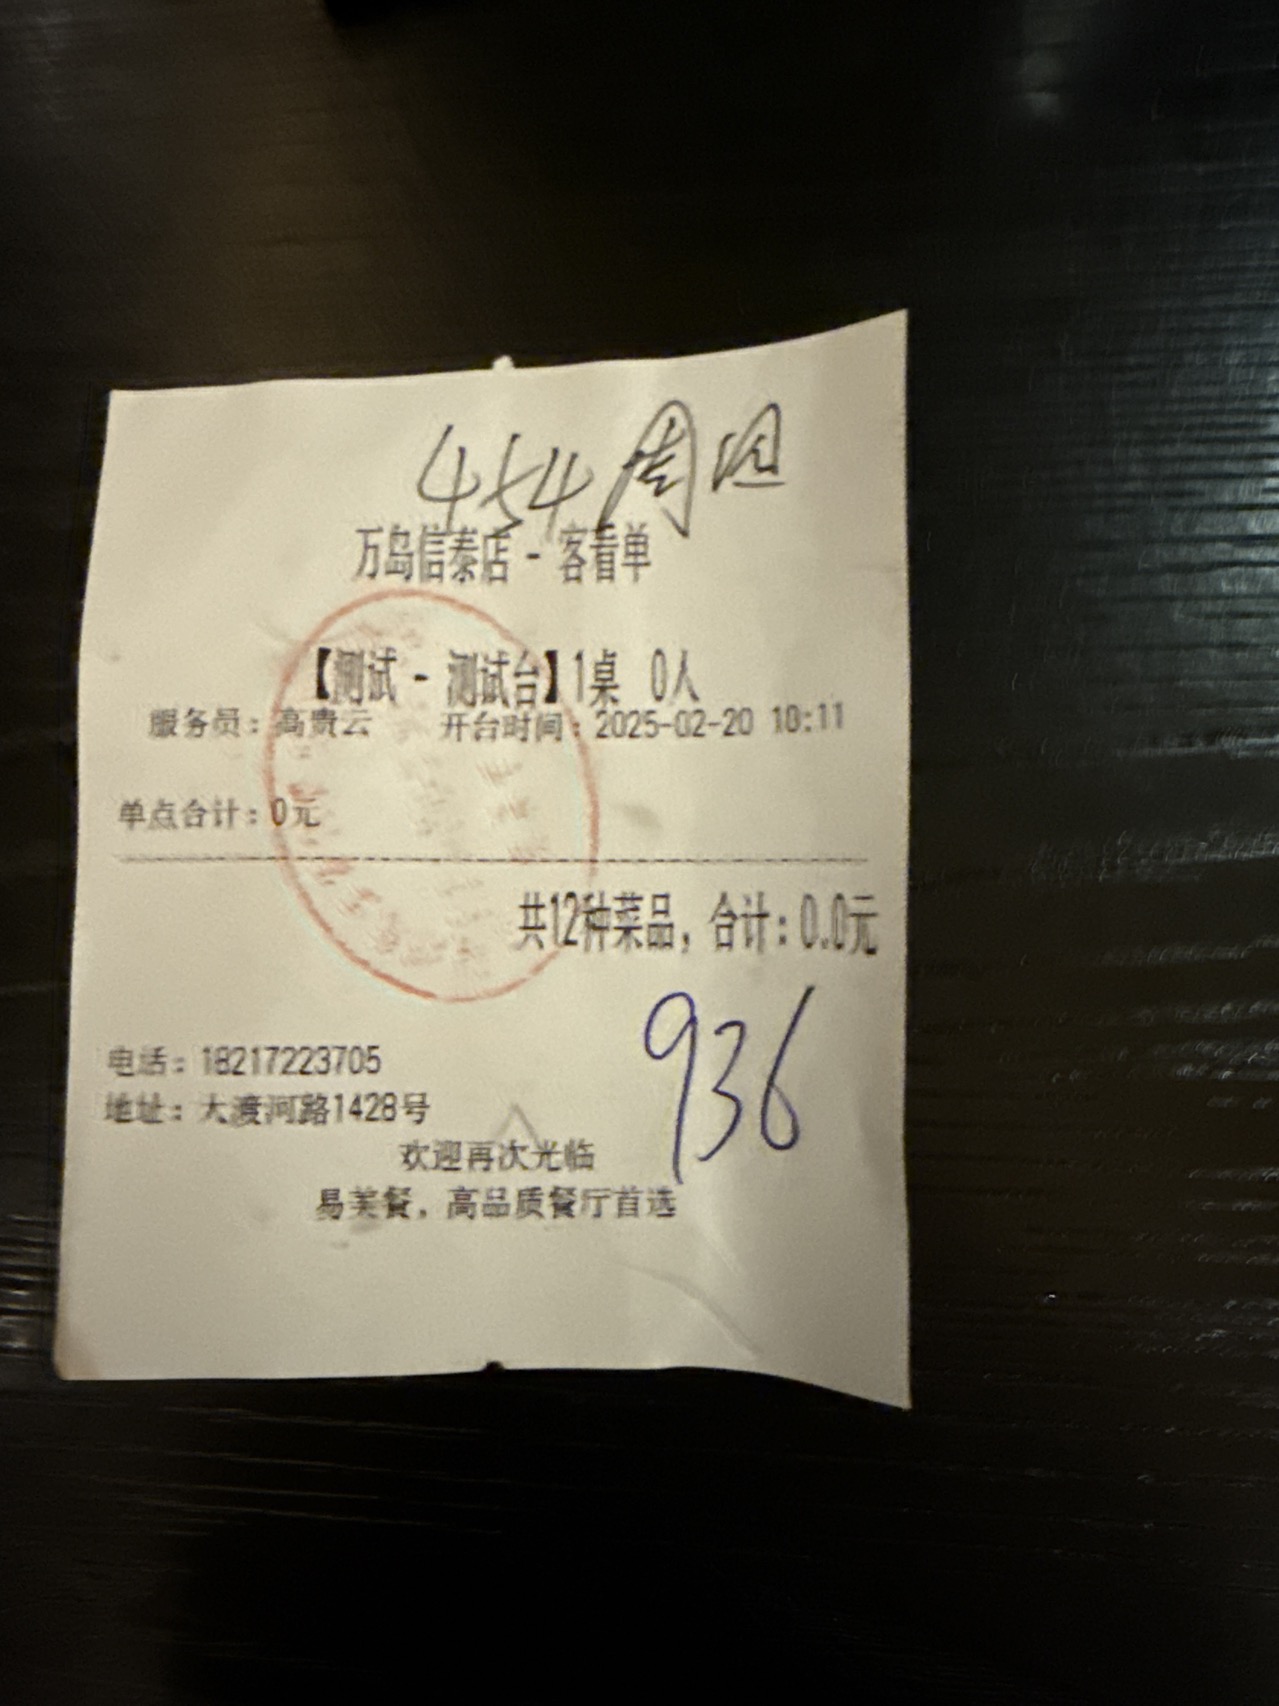 454周
万岛信泰店 - 客看单
【测试 - 测试台】1桌 0人
服务员：高贵云 开台时间：2025-02-20 10:11
单点合计：0元
共12种菜品，合计：0.0元
936
电话：18217223705
地址：大渡河路1428号
欢迎再次光临
易芙餐，高品质餐厅首选